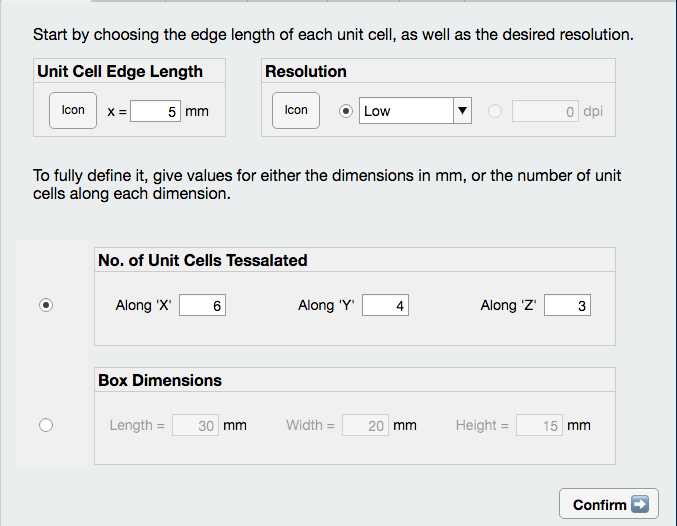 Start by choosing the edge length of each unit cell, as well as the desired resolution.
Unit Cell Edge Length
Resolution
Icon x = 5 mm
Icon Low 0 dpi
To fully define it, give values for either the dimensions in mm, or the number of unit
cells along each dimension.
No. of Unit Cells Tessalated
Along 'X' 6 Along 'Y' 4 Along 'Z' 3
Box Dimensions
Length = 30 mm Width = 20 mm Height = 15 mm
Confirm